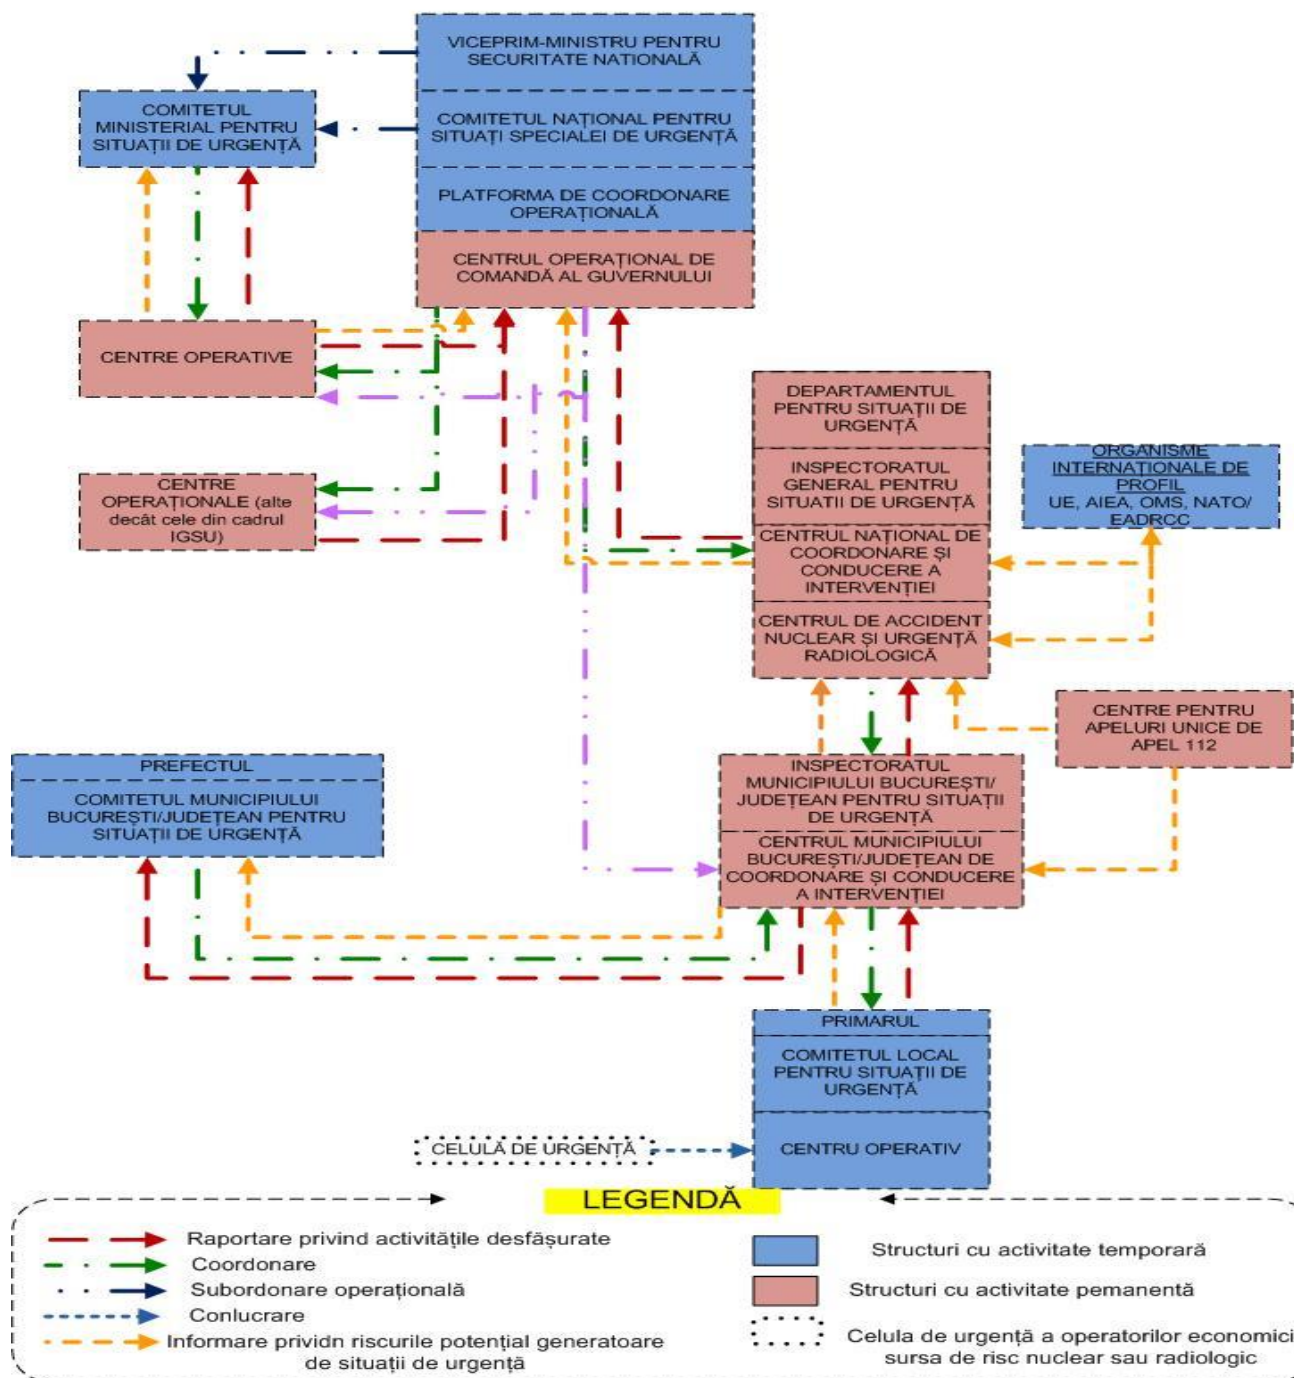 VICEPRIM-MINISTRU PENTRU
SECURITATE NATIONALĂ
COMITETUL
MINISTERIAL PENTRU
SITUAȚII DE URGENȚĂ
COMITETUL NAȚIONAL PENTRU
SITUAȚI SPECIALEI DE URGENȚĂ
PLATFORMA DE COORDONARE
OPERAȚIONALĂ
CENTRUL OPERAȚIONAL DE
COMANDĂ AL GUVERNULUI
CENTRE OPERATIVE
DEPARTAMENTUL
PENTRU SITUAȚII DE
URGENȚĂ
INSPECTORATUL
GENERAL PENTRU
SITUATII DE URGENȚĂ
CENTRUL NAȚIONAL DE
COORDONARE ȘI
CONDUCERE A
INTERVENȚIEI
CENTRUL DE ACCIDENT
NUCLEAR ȘI URGENȚĂ
RADIOLOGICĂ
ORGANISME
INTERNAȚIONALE DE
PROFIL
UE, AIEA, OMS, NATO/
EADRCC
CENTRE
OPERAȚIONALE (alte
decât cele din cadrul
IGSU)
CENTRE PENTRU
APELURI UNICE DE
APEL 112
PREFECTUL
COMITETUL MUNICIPIULUI
BUCUREȘTI/JUDEȚEAN PENTRU
SITUAȚII DE URGENȚĂ
INSPECTORATUL
MUNICIPIULUI BUCUREȘTI/
JUDEȚEAN PENTRU SITUAȚII
DE URGENȚĂ
CENTRUL MUNICIPIULUI
BUCUREȘTI/JUDEȚEAN DE
COORDONARE ȘI CONDUCERE
A INTERVENȚIEI
PRIMARUL
COMITETUL LOCAL
PENTRU SITUAȚII DE
URGENȚĂ
CENTRU OPERATIV
CELULĂ DE URGENȚĂ
LEGENDĂ
Raportare privind activitățile desfășurate
Coordonare
Subordonare operațională
Conlucrare
Informare prividn riscurile potențial generatoare
de situații de urgență
Structuri cu activitate temporară
Structuri cu activitate pemanentă
Celula de urgență a operatorilor economici
sursa de risc nuclear sau radiologic